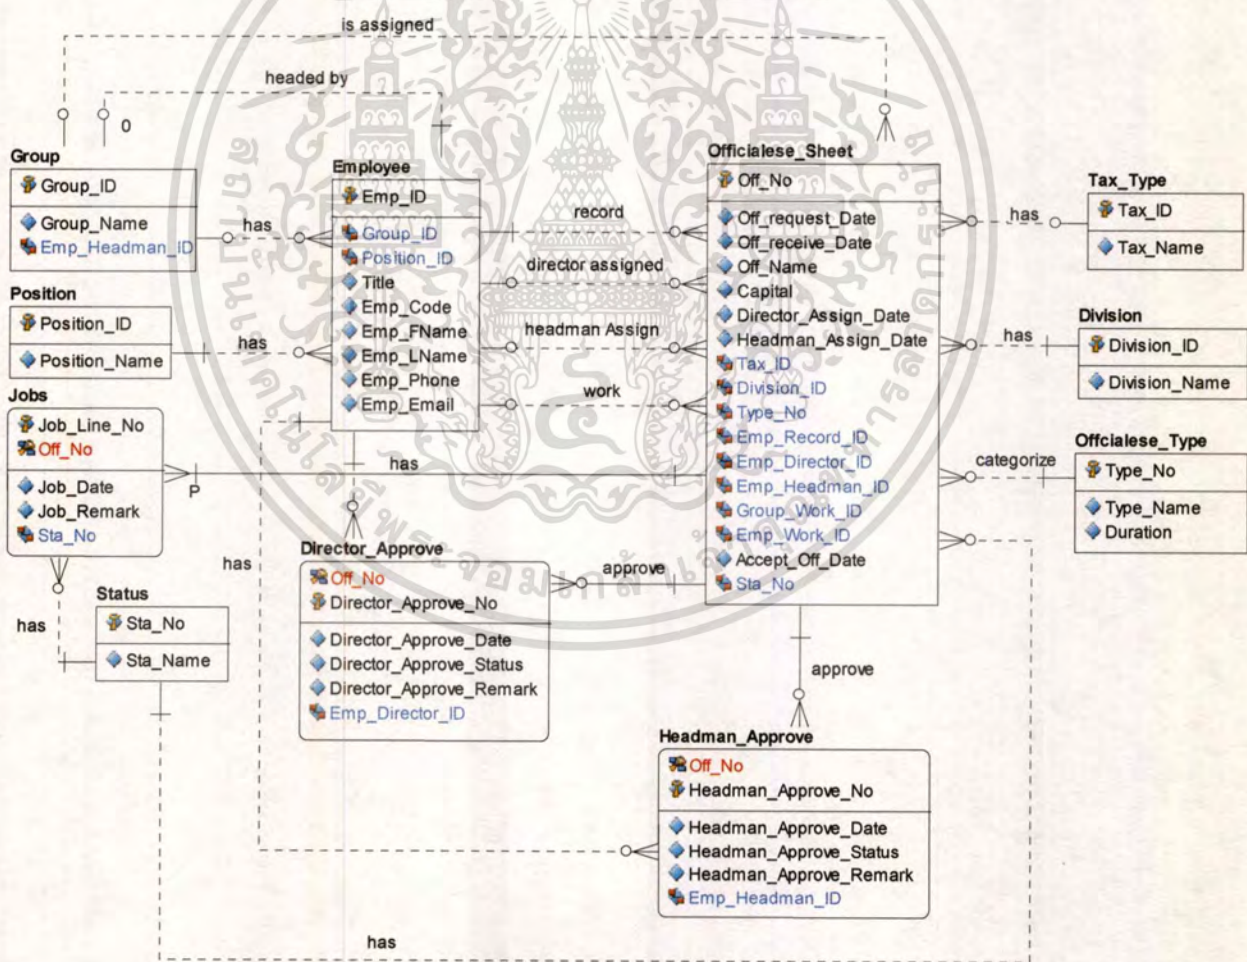 is assigned
headed by
0
Group
Group_ID
Group_Name
Emp_Headman_ID
has
Position
Position_ID
Position_Name
has
Jobs
Job_Line_No
Off_No
Job_Date
Job_Remark
Sta_No
P
has
has
Status
Sta_No
Sta_Name
Employee
Emp_ID
Group_ID
Position_ID
Title
Emp_Code
Emp_FName
Emp_LName
Emp_Phone
Emp_Email
has
has
record
director assigned
headman Assign
work
Director_Approve
Off_No
Director_Approve_No
Director_Approve_Date
Director_Approve_Status
Director_Approve_Remark
Emp_Director_ID
approve
Officialese_Sheet
Off_No
Off_request_Date
Off_receive_Date
Off_Name
Capital
Director_Assign_Date
Headman_Assign_Date
Tax_ID
Division_ID
Type_No
Emp_Record_ID
Emp_Director_ID
Emp_Headman_ID
Group_Work_ID
Emp_Work_ID
Accept_Off_Date
Sta_No
has
Tax_Type
Tax_ID
Tax_Name
has
Division
Division_ID
Division_Name
categorize
Offcialese_Type
Type_No
Type_Name
Duration
approve
Headman_Approve
Off_No
Headman_Approve_No
Headman_Approve_Date
Headman_Approve_Status
Headman_Approve_Remark
Emp_Headman_ID
has